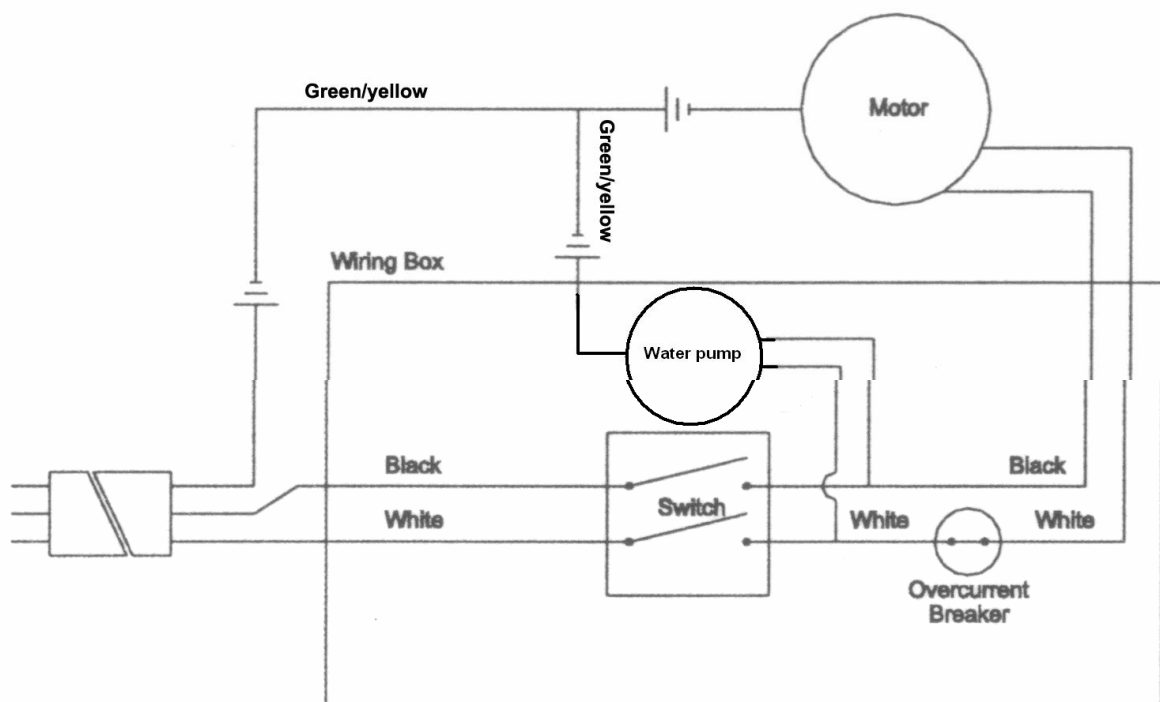 Green/yellow
Motor
Green/yellow
Wiring Box
Water pump
Black
Black
Switch
White
White
White
Overcurrent
Breaker